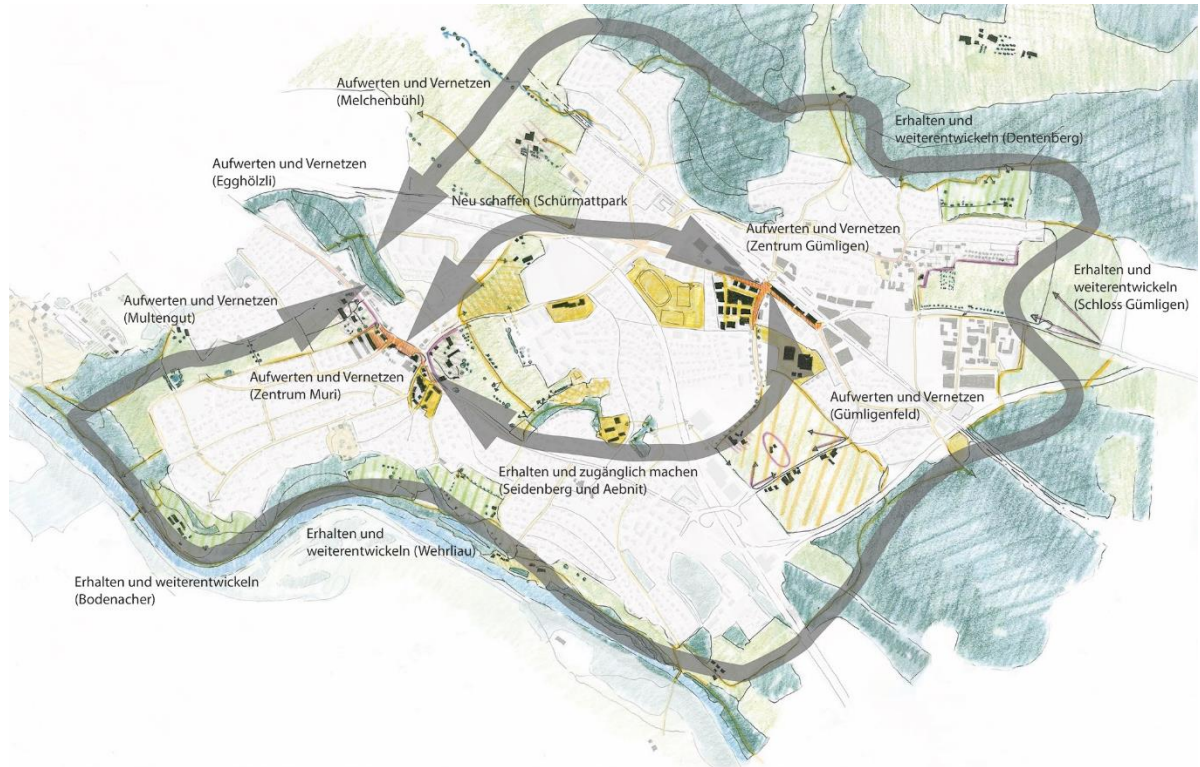 Aufwerten und Vernetzen
(Melchenbühl)
Erhalten und
weiterentwickeln (Dentenberg)
Aufwerten und Vernetzen
(Egghölzli)
Neu schaffen (Schürmattpark
Aufwerten und Vernetzen
(Zentrum Gümligen)
Erhalten und
weiterentwickeln
(Schloss Gümligen)
Aufwerten und Vernetzen
(Multengut)
Aufwerten und Vernetzen
(Zentrum Muri)
Aufwerten und Vernetzen
(Gümligenfeld)
Erhalten und zugänglich machen
(Seidenberg und Aebnit)
Erhalten und
weiterentwickeln (Wehrliau)
Erhalten und weiterentwickeln
(Bodenacher)